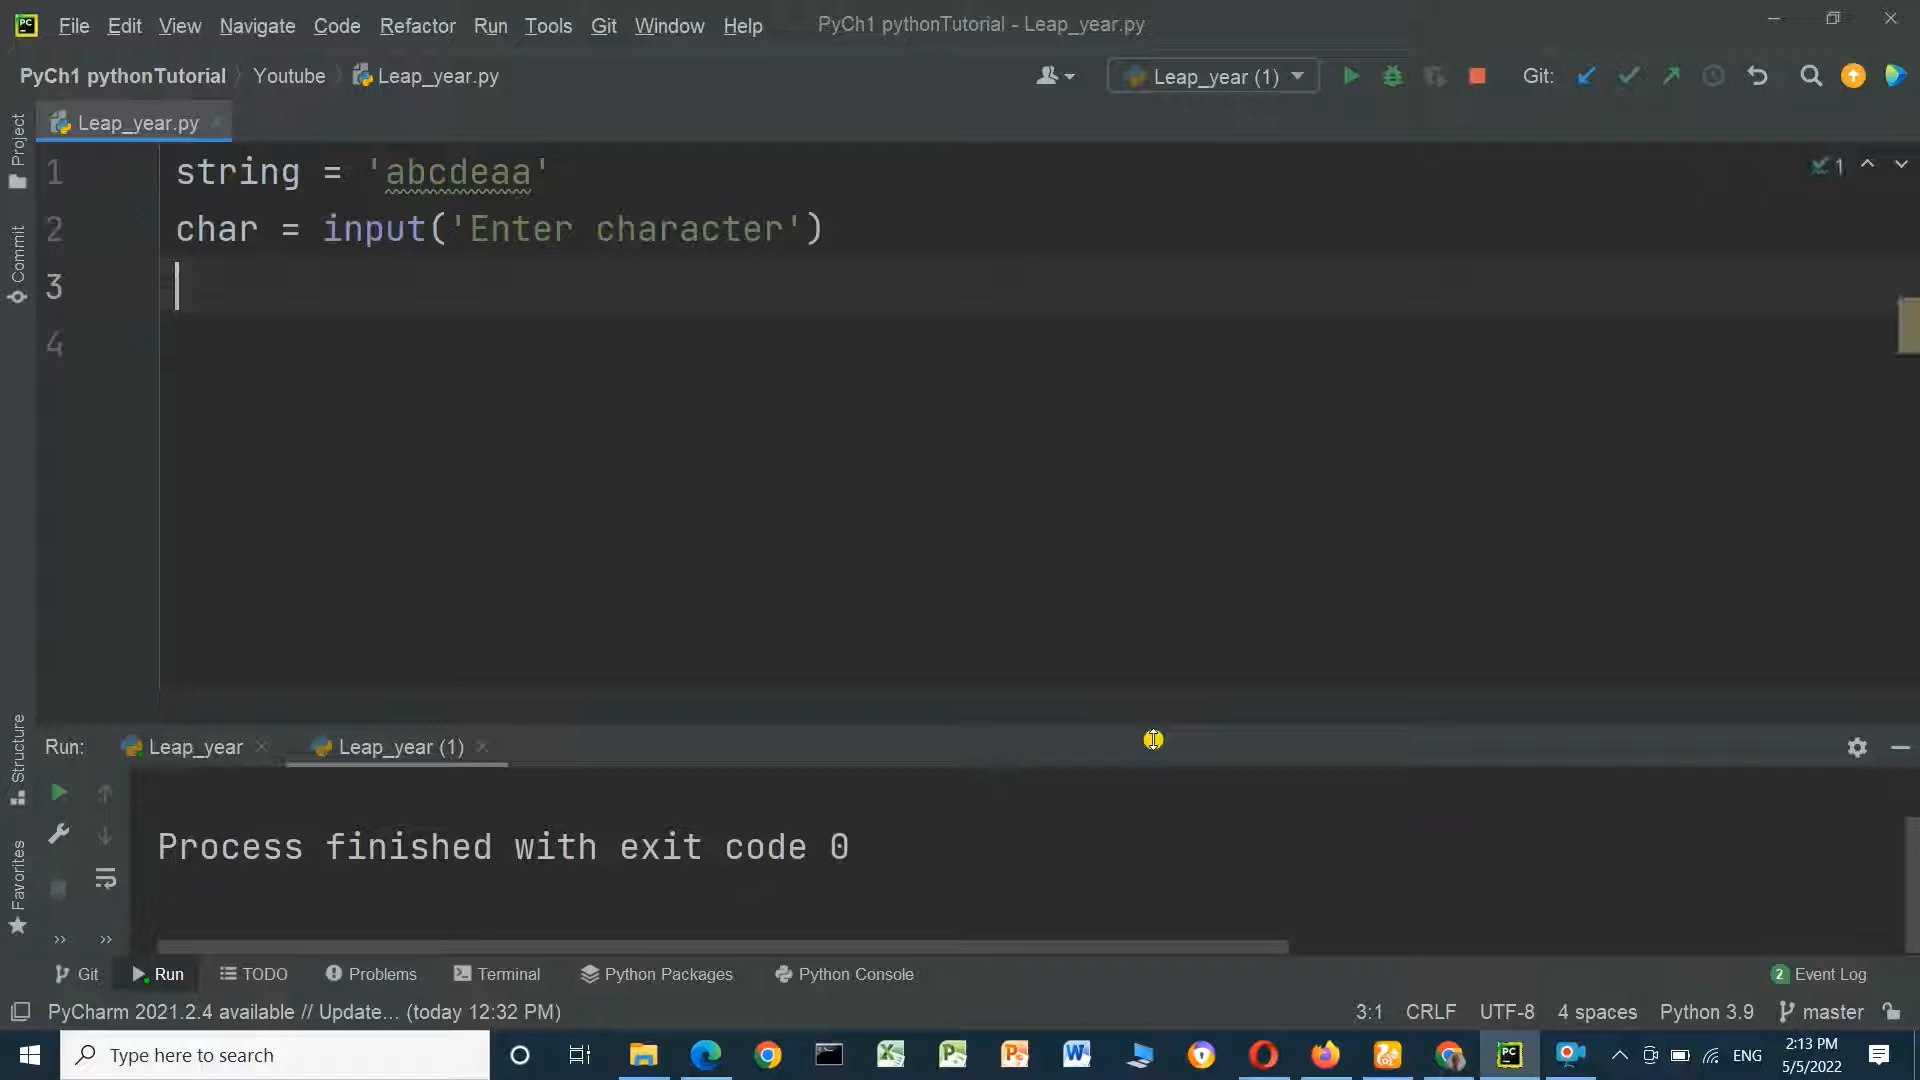 File Edit View Navigate Code Refactor Run Tools Git Window Help PyCh1 pythonTutorial - Leap_year.py
PyCh1 pythonTutorial Youtube Leap_year.py Leap_year (1) Git:
Leap_year.py
Project
Commit
1 string = 'abcdeaa'
1
2 char = input('Enter character')
3
4
Structure
Favorites
Run: Leap_year Leap_year (1)
Process finished with exit code 0
Git Run TODO Problems Terminal Python Packages Python Console 2 Event Log
PyCharm 2021.2.4 available // Update... (today 12:32 PM) 3:1 CRLF UTF-8 4 spaces Python 3.9 master
Type here to search ENG 2:13 PM
5/5/2022